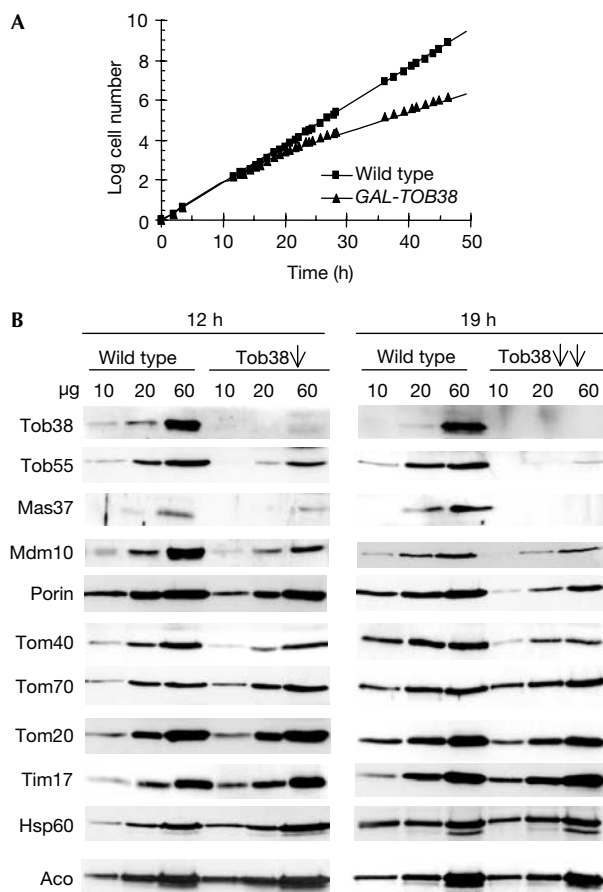 A
Log cell number
10
8
6
4
2
0
0 10 20 30 40 50
Time (h)
Wild type
GAL-TOB38
B
12 h 19 h
Wild type Tob38↓ Wild type Tob38↓↓
µg 10 20 60 10 20 60 10 20 60 10 20 60
Tob38
Tob55
Mas37
Mdm10
Porin
Tom40
Tom70
Tom20
Tim17
Hsp60
Aco